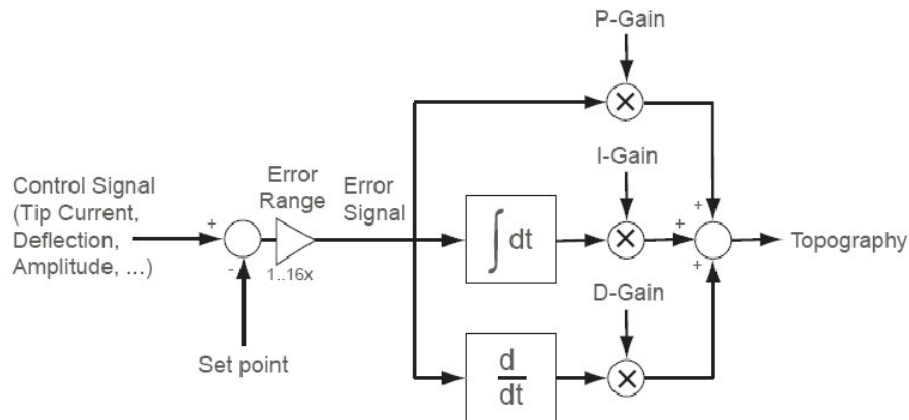 P-Gain
×
I-Gain
Control Signal
(Tip Current,
Deflection,
Amplitude, ...)
+
-
Error
Range
1..16x
Error
Signal
∫ dt
×
+
+
+
Topography
D-Gain
Set point
d
dt
×